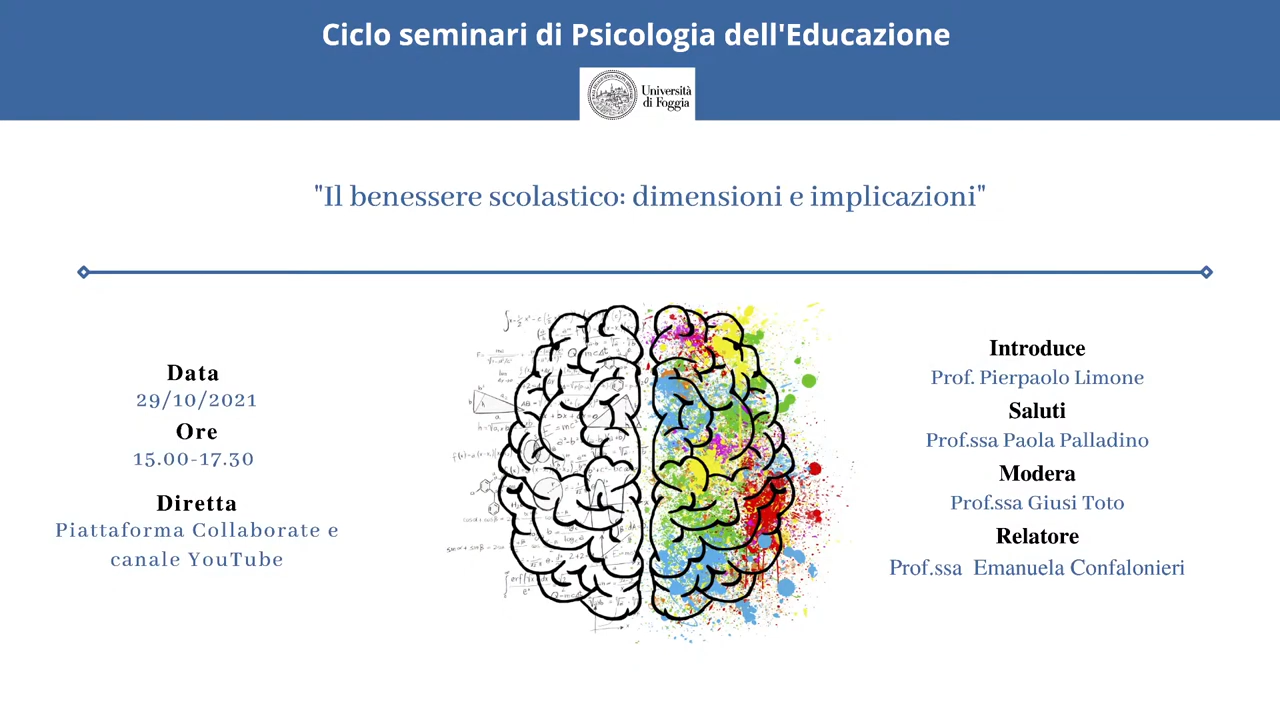 Ciclo seminari di Psicologia dell'Educazione
Università
di Foggia
"Il benessere scolastico: dimensioni e implicazioni"
Data
29/10/2021
Ore
15.00-17.30
Diretta
Piattaforma Collaborate e
canale YouTube
Introduce
Prof. Pierpaolo Limone
Saluti
Prof.ssa Paola Palladino
Modera
Prof.ssa Giusi Toto
Relatore
Prof.ssa Emanuela Confalonieri